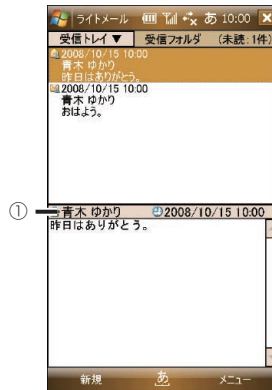 ライトメール あ 10:00
受信トレイ ▼ 受信フォルダ (未読:1件)
2008/10/15 10:00
青木 ゆかり
昨日はありがとう。
2008/10/15 10:00
青木 ゆかり
おはよう。
① 青木 ゆかり 2008/10/15 10:00
昨日はありがとう。
新規 あ メニュー